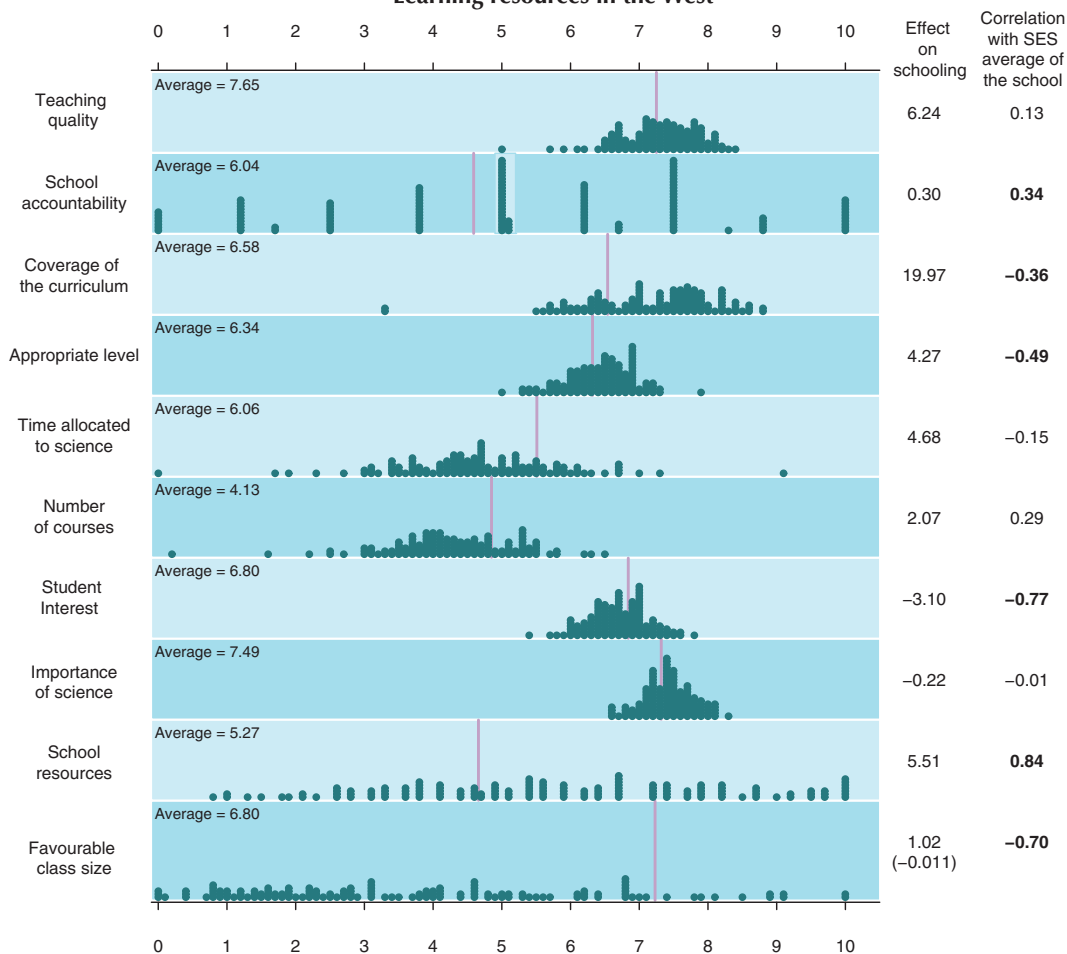 Learning resources in the West
0 1 2 3 4 5 6 7 8 9 10
Effect
on
schooling
Correlation
with SES
average of
the school
Average = 7.65
Teaching
quality
6.24
0.13
Average = 6.04
School
accountability
0.30
0.34
Average = 6.58
Coverage of
the curriculum
19.97
−0.36
Average = 6.34
Appropriate level
4.27
−0.49
Average = 6.06
Time allocated
to science
4.68
−0.15
Average = 4.13
Number
of courses
2.07
0.29
Average = 6.80
Student
Interest
−3.10
−0.77
Average = 7.49
Importance
of science
−0.22
−0.01
Average = 5.27
School
resources
5.51
0.84
Average = 6.80
Favourable
class size
1.02
(−0.011)
−0.70
0 1 2 3 4 5 6 7 8 9 10